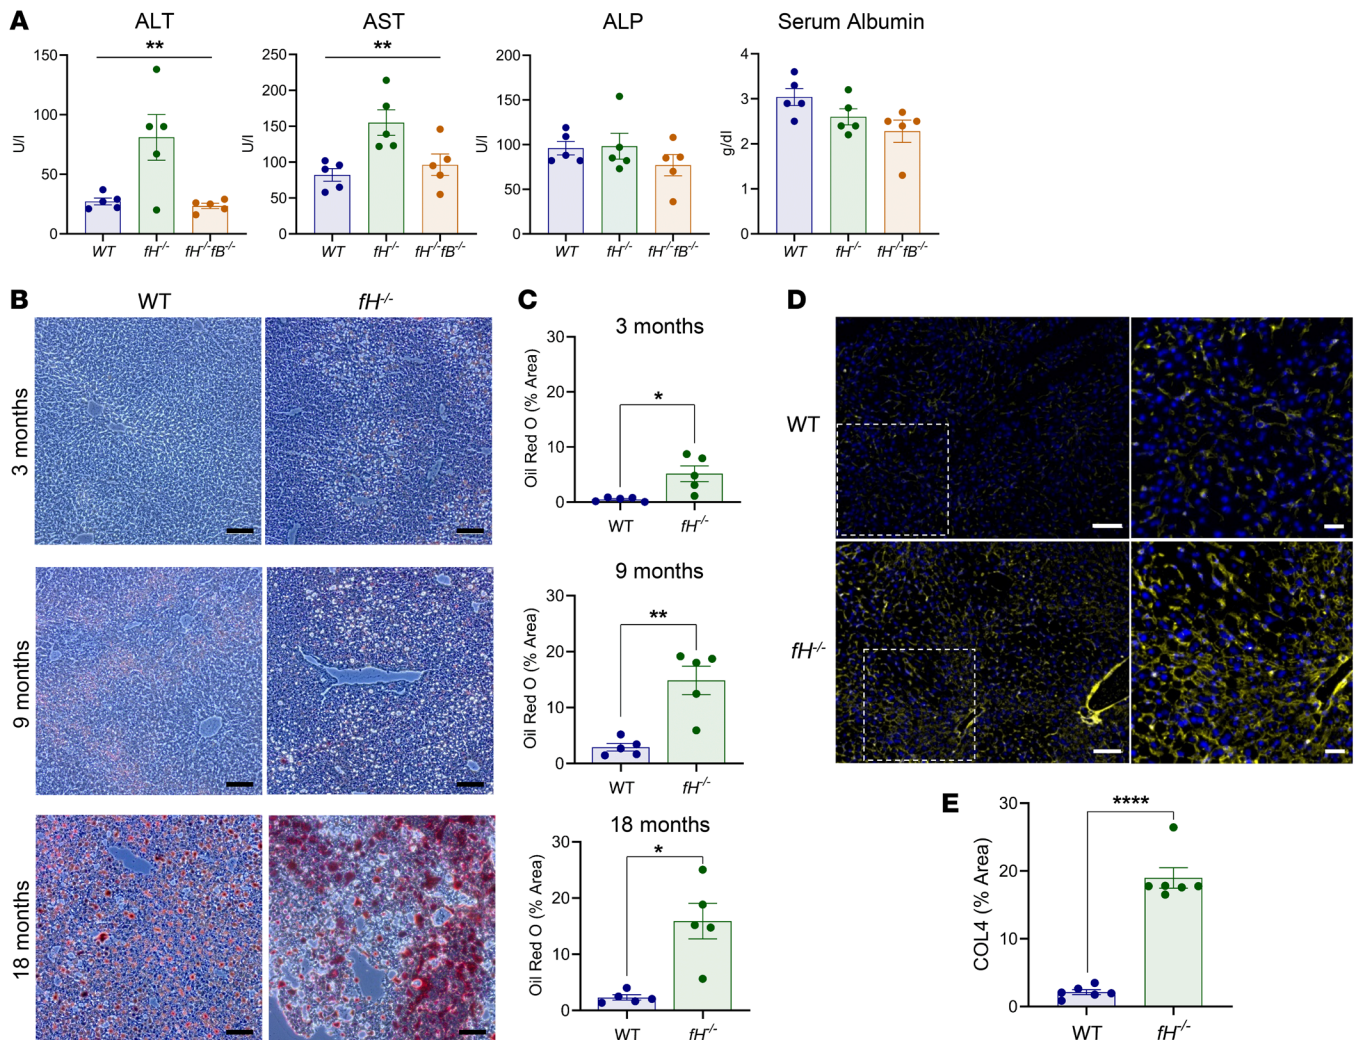 A
ALT
**
U/l
150
100
50
0
WT
fH-/-
fH-/-fB-/-
AST
**
U/l
250
200
150
100
50
0
WT
fH-/-
fH-/-fB-/-
ALP
U/l
200
150
100
50
0
WT
fH-/-
fH-/-fB-/-
Serum Albumin
g/dl
4
3
2
1
0
WT
fH-/-
fH-/-fB-/-
B
WT
fH-/-
3 months
9 months
18 months
C
3 months
*
Oil Red O (% Area)
30
20
10
0
WT
fH-/-
9 months
**
Oil Red O (% Area)
30
20
10
0
WT
fH-/-
18 months
*
Oil Red O (% Area)
30
20
10
0
WT
fH-/-
D
WT
fH-/-
E
****
COL4 (% Area)
30
20
10
0
WT
fH-/-